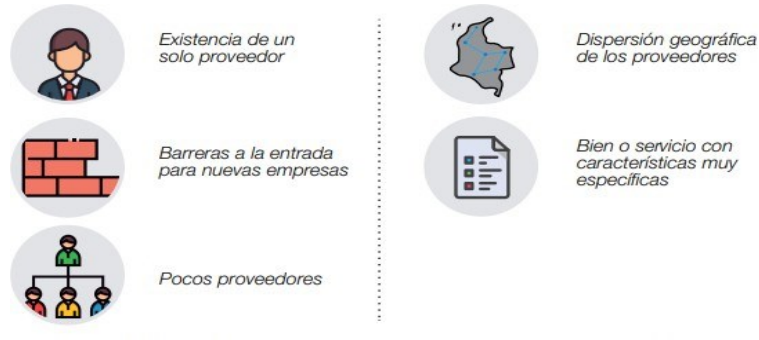 Existencia de un
solo proveedor
Barreras a la entrada
para nuevas empresas
Pocos proveedores
Dispersión geográfica
de los proveedores
Bien o servicio con
características muy
específicas